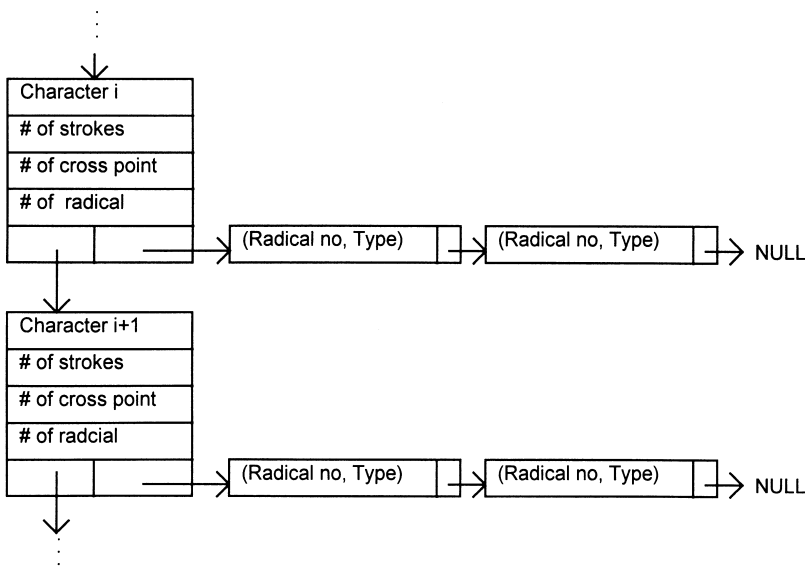 Character i
# of strokes
# of cross point
# of radical
(Radical no, Type) (Radical no, Type) NULL
Character i+1
# of strokes
# of cross point
# of radcial
(Radical no, Type) (Radical no, Type) NULL